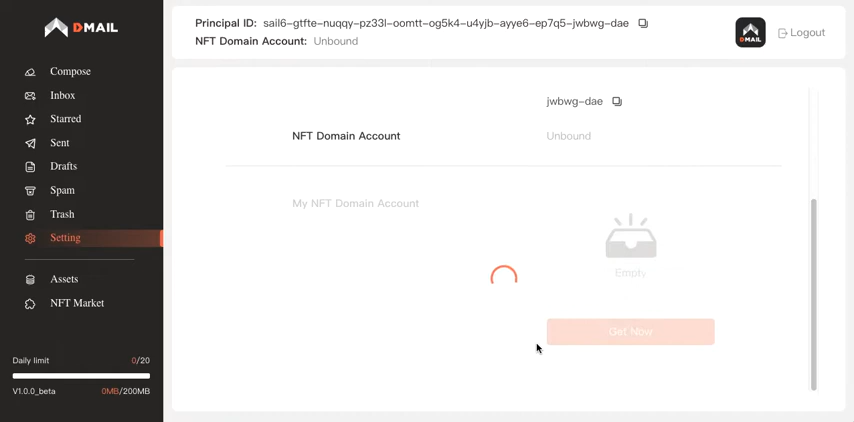 DMAIL
Compose
Inbox
Starred
Sent
Drafts
Spam
Trash
Setting
Assets
NFT Market
Daily limit 0/20
V1.0.0_beta 0MB/200MB
Principal ID: sail6-gtfte-nuqqy-pz33l-oomtt-og5k4-u4yjb-ayye6-ep7q5-jwbwg-dae
NFT Domain Account: Unbound
DMAIL
Logout
jwbwg-dae
NFT Domain Account Unbound
My NFT Domain Account
Empty
Get Now